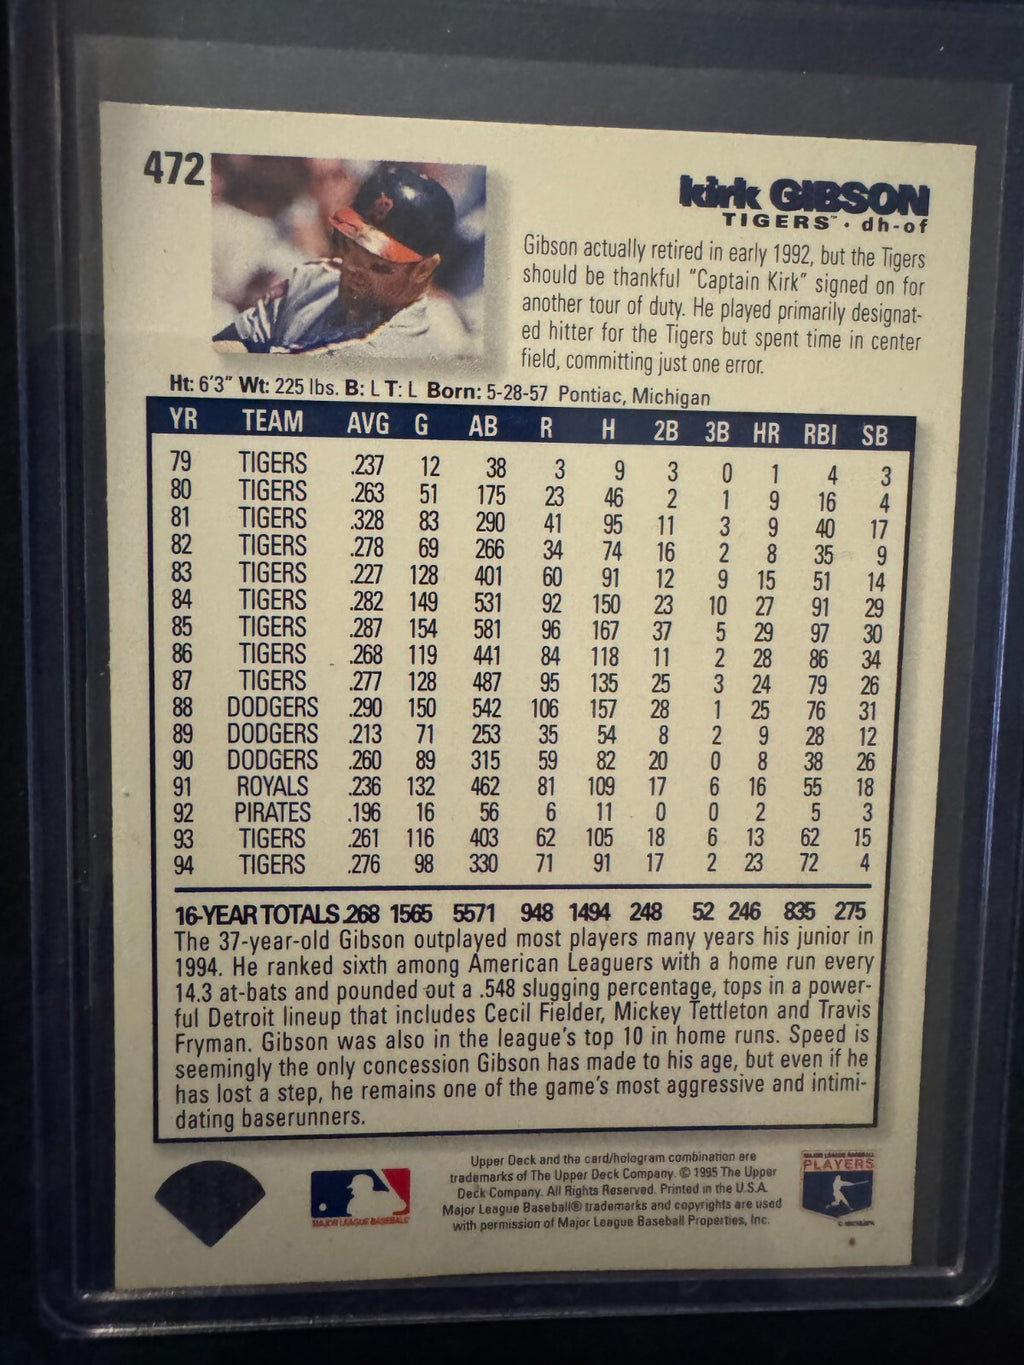 472
kirk GIBSON
TIGERS™ • dh-of
Gibson actually retired in early 1992, but the Tigers
should be thankful "Captain Kirk" signed on for
another tour of duty. He played primarily designat-
ed hitter for the Tigers but spent time in center
field, committing just one error.
Ht: 6'3" Wt: 225 lbs. B: L T: L Born: 5-28-57 Pontiac, Michigan
YR TEAM AVG G AB R H 2B 3B HR RBI SB
79 TIGERS .237 12 38 3 9 3 0 1 4 3
80 TIGERS .263 51 175 23 46 2 1 9 16 4
81 TIGERS .328 83 290 41 95 11 3 9 40 17
82 TIGERS .278 69 266 34 74 16 2 8 35 9
83 TIGERS .227 128 401 60 91 12 9 15 51 14
84 TIGERS .282 149 531 92 150 23 10 27 91 29
85 TIGERS .287 154 581 96 167 37 5 29 97 30
86 TIGERS .268 119 441 84 118 11 2 28 86 34
87 TIGERS .277 128 487 95 135 25 3 24 79 26
88 DODGERS .290 150 542 106 157 28 1 25 76 31
89 DODGERS .213 71 253 35 54 8 2 9 28 12
90 DODGERS .260 89 315 59 82 20 0 8 38 26
91 ROYALS .236 132 462 81 109 17 6 16 55 18
92 PIRATES .196 16 56 6 11 0 0 2 5 3
93 TIGERS .261 116 403 62 105 18 6 13 62 15
94 TIGERS .276 98 330 71 91 17 2 23 72 4
16-YEAR TOTALS .268 1565 5571 948 1494 248 52 246 835 275
The 37-year-old Gibson outplayed most players many years his junior in
1994. He ranked sixth among American Leaguers with a home run every
14.3 at-bats and pounded out a .548 slugging percentage, tops in a power-
ful Detroit lineup that includes Cecil Fielder, Mickey Tettleton and Travis
Fryman. Gibson was also in the league's top 10 in home runs. Speed is
seemingly the only concession Gibson has made to his age, but even if he
has lost a step, he remains one of the game's most aggressive and intimi-
dating baserunners.
Upper Deck and the card/hologram combination are
trademarks of The Upper Deck Company. © 1995 The Upper
Deck Company. All Rights Reserved. Printed in the U.S.A.
Major League Baseball® trademarks and copyrights are used
with permission of Major League Baseball Properties, Inc.
MAJOR LEAGUE BASEBALL
MAJOR LEAGUE BASEBALL
PLAYERS